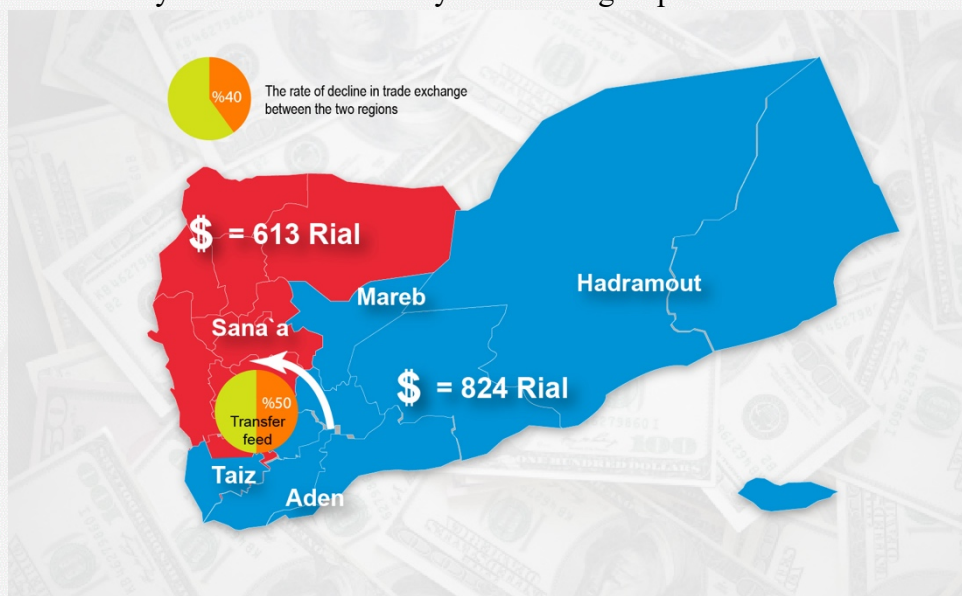 %40
The rate of decline in trade exchange
between the two regions
$ = 613 Rial
Mareb
Hadramout
Sana`a
$ = 824 Rial
%50
Transfer
feed
Taiz
Aden